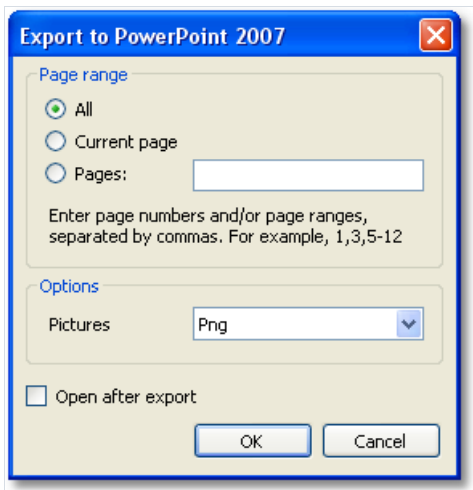 Export to PowerPoint 2007
Page range
All
Current page
Pages:
Enter page numbers and/or page ranges,
separated by commas. For example, 1,3,5-12
Options
Pictures Png
Open after export
OK Cancel